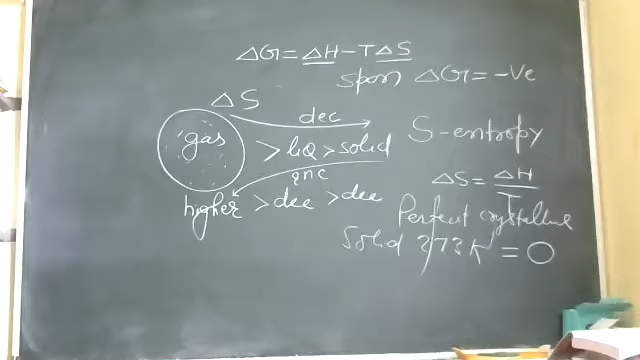 ΔG = ΔH - TΔS
spon ΔG = -Ve
ΔS
dec
S-entropy
gas > liq > solid
inc
ΔS = ΔH / T
higher > dec > dec
Perfect crystalline
Solid 273K = 0